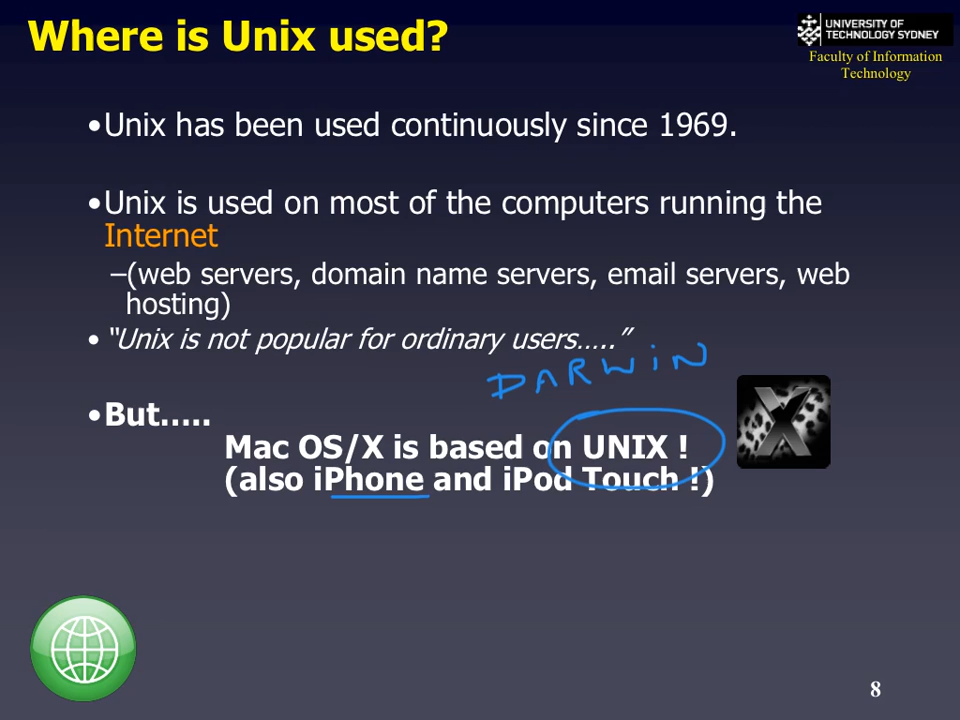 Where is Unix used?
UNIVERSITY OF
TECHNOLOGY SYDNEY
Faculty of Information
Technology
•Unix has been used continuously since 1969.
•Unix is used on most of the computers running the
Internet
–(web servers, domain name servers, email servers, web
hosting)
• “Unix is not popular for ordinary users…..”
DARWiN
•But…..
Mac OS/X is based on UNIX !
(also iPhone and iPod Touch !)
X
8